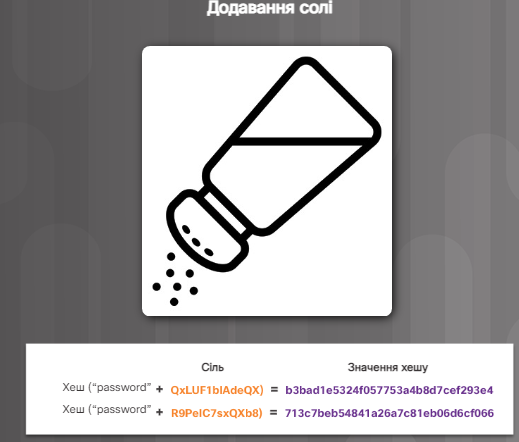 Додавання солі
Сіль Значення хешу
Хеш (“password” + QxLUF1bIAdeQX) = b3bad1e5324f057753a4b8d7cef293e4
Хеш (“password” + R9PeIC7sxQXb8) = 713c7beb54841a26a7c81eb06d6cf066